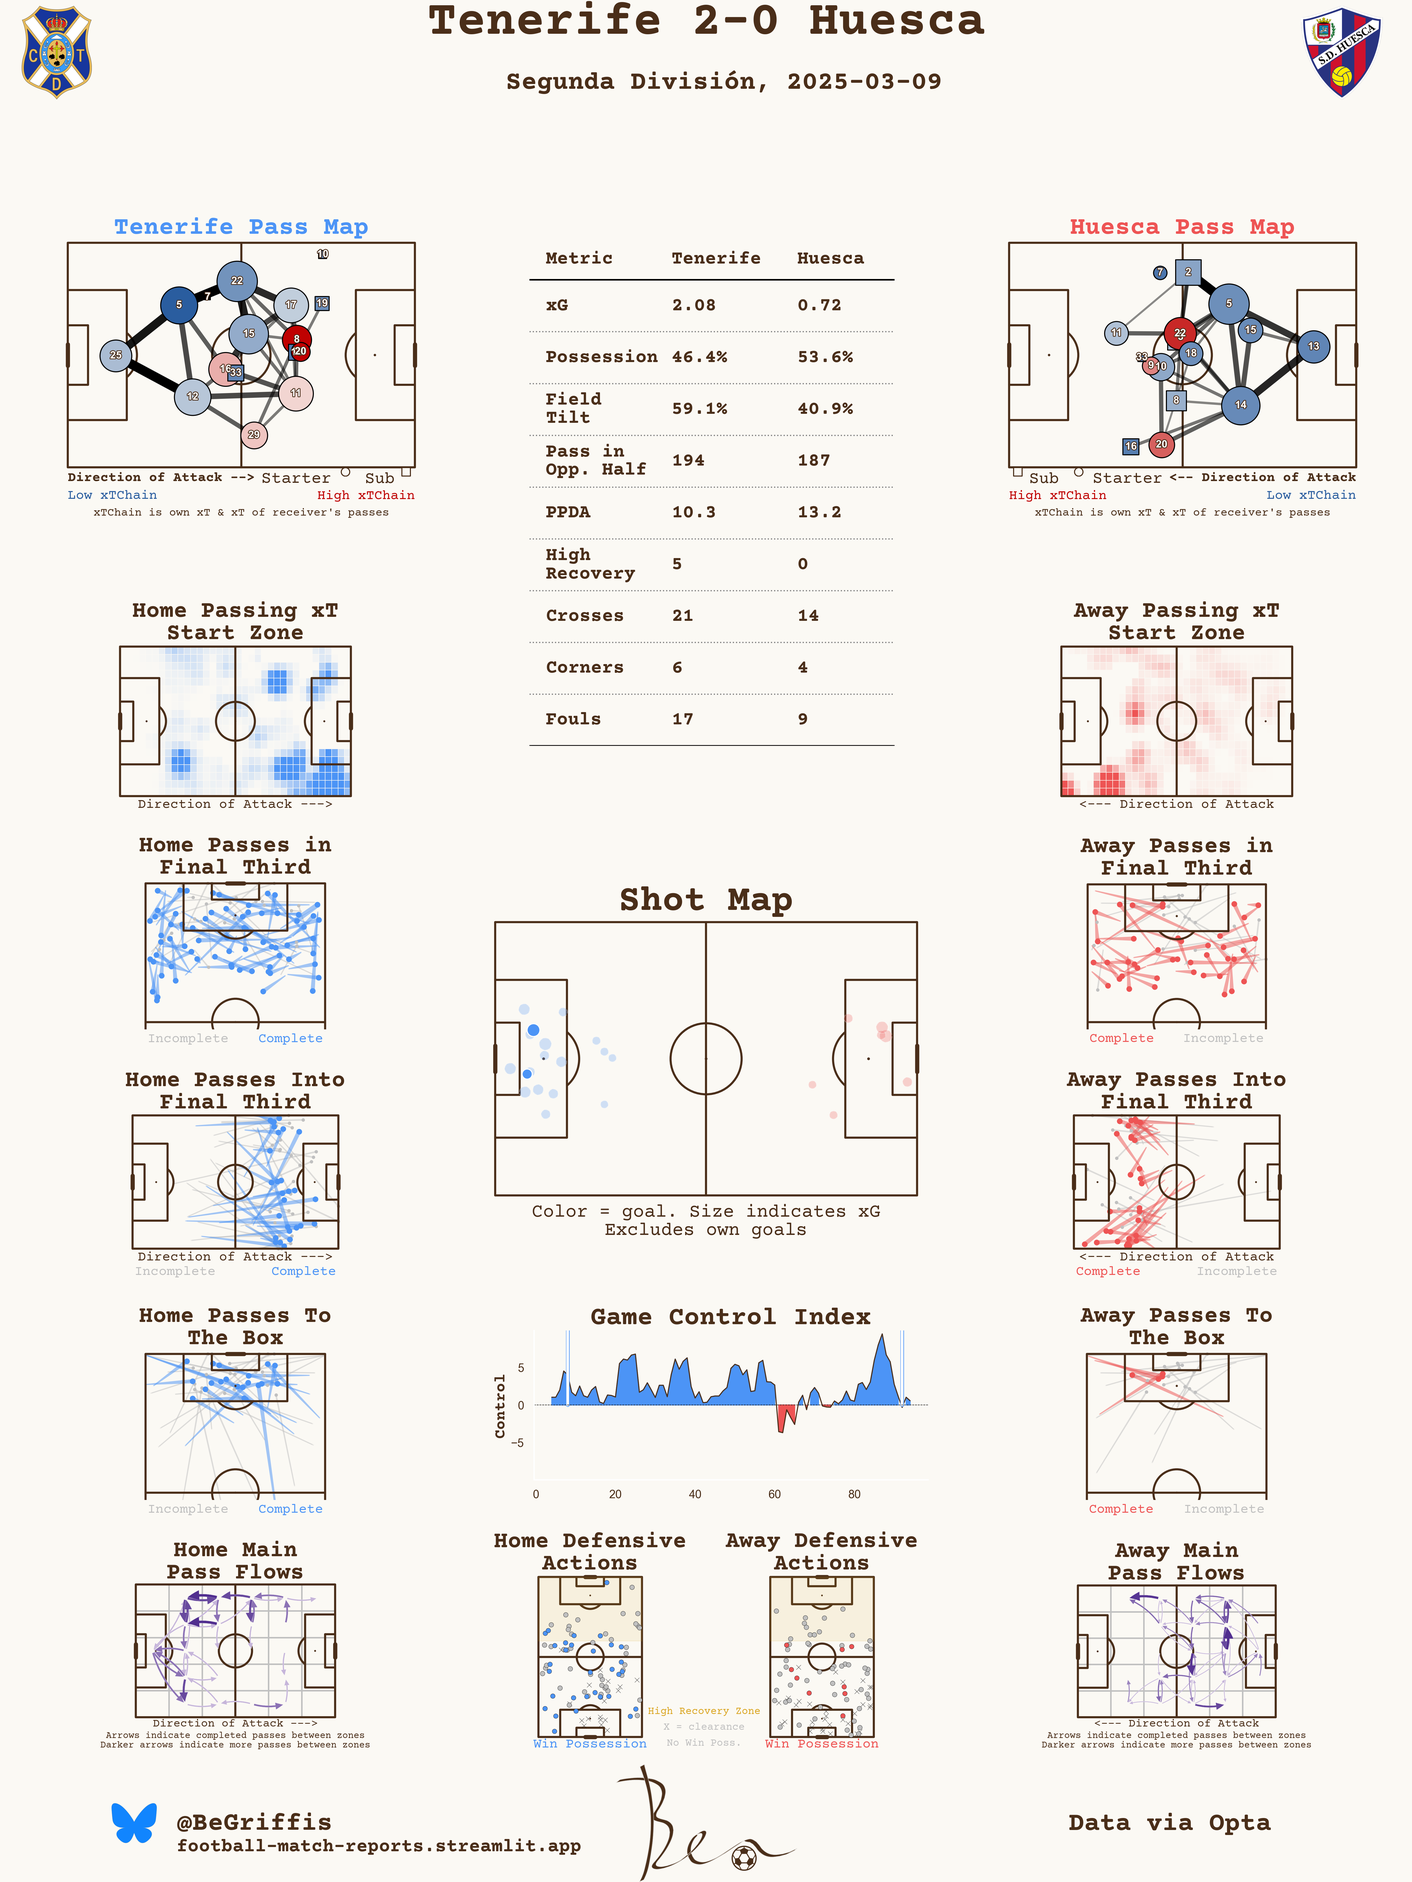 Tenerife 2-0 Huesca
Segunda División, 2025-03-09
C T D
S.D. HUESCA
Tenerife Pass Map
10
22
7
5
17
19
15
8
20
25
16
33
12
11
29
Direction of Attack --> Starter Sub
Low xTChain High xTChain
xTChain is own xT & xT of receiver's passes
Metric Tenerife Huesca
xG 2.08 0.72
Possession 46.4% 53.6%
Field
Tilt 59.1% 40.9%
Pass in
Opp. Half 194 187
PPDA 10.3 13.2
High
Recovery 5 0
Crosses 21 14
Corners 6 4
Fouls 17 9
Huesca Pass Map
7
2
5
11
22
15
13
33
18
9
10
8
14
16
20
Sub Starter <-- Direction of Attack
High xTChain Low xTChain
xTChain is own xT & xT of receiver's passes
Home Passing xT
Start Zone
Direction of Attack --->
Away Passing xT
Start Zone
<--- Direction of Attack
Home Passes in
Final Third
Incomplete Complete
Away Passes in
Final Third
Complete Incomplete
Shot Map
Color = goal. Size indicates xG
Excludes own goals
Home Passes Into
Final Third
Direction of Attack --->
Incomplete Complete
Away Passes Into
Final Third
<--- Direction of Attack
Complete Incomplete
Home Passes To
The Box
Incomplete Complete
Game Control Index
Control
5
0
−5
0 20 40 60 80
Away Passes To
The Box
Complete Incomplete
Home Main
Pass Flows
Direction of Attack --->
Arrows indicate completed passes between zones
Darker arrows indicate more passes between zones
Home Defensive
Actions
Win Possession
High Recovery Zone
X = clearance
No Win Poss.
Away Defensive
Actions
Win Possession
Away Main
Pass Flows
<--- Direction of Attack
Arrows indicate completed passes between zones
Darker arrows indicate more passes between zones
@BeGriffis
football-match-reports.streamlit.app
Ben
Data via Opta